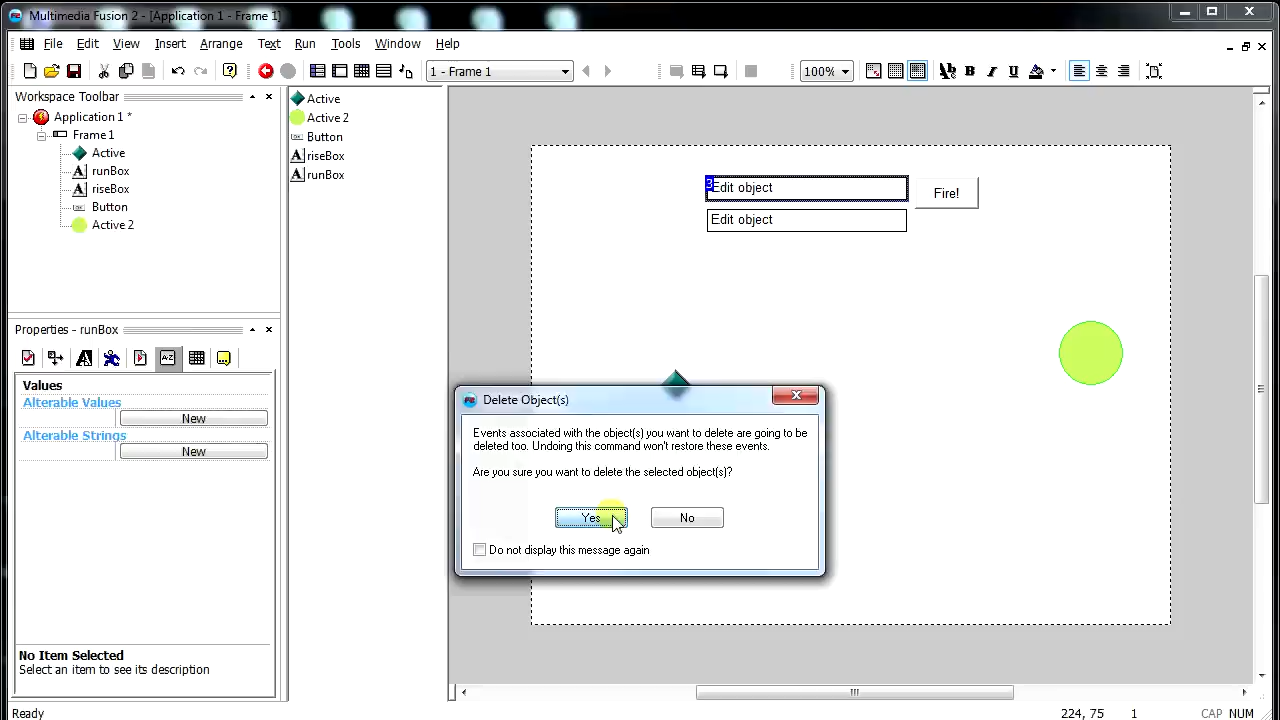 Multimedia Fusion 2 - [Application 1 - Frame 1]
File Edit View Insert Arrange Text Run Tools Window Help
1 - Frame 1
100%
B I U
Workspace Toolbar
Application 1 *
Frame 1
Active
runBox
riseBox
Button
Active 2
Active
Active 2
Button
riseBox
runBox
3
Edit object
Fire!
Edit object
Properties - runBox
Values
Alterable Values
New
Alterable Strings
New
Delete Object(s)
Events associated with the object(s) you want to delete are going to be
deleted too. Undoing this command won't restore these events.
Are you sure you want to delete the selected object(s)?
Yes No
Do not display this message again
No Item Selected
Select an item to see its description
Ready
224, 75 1 CAP NUM